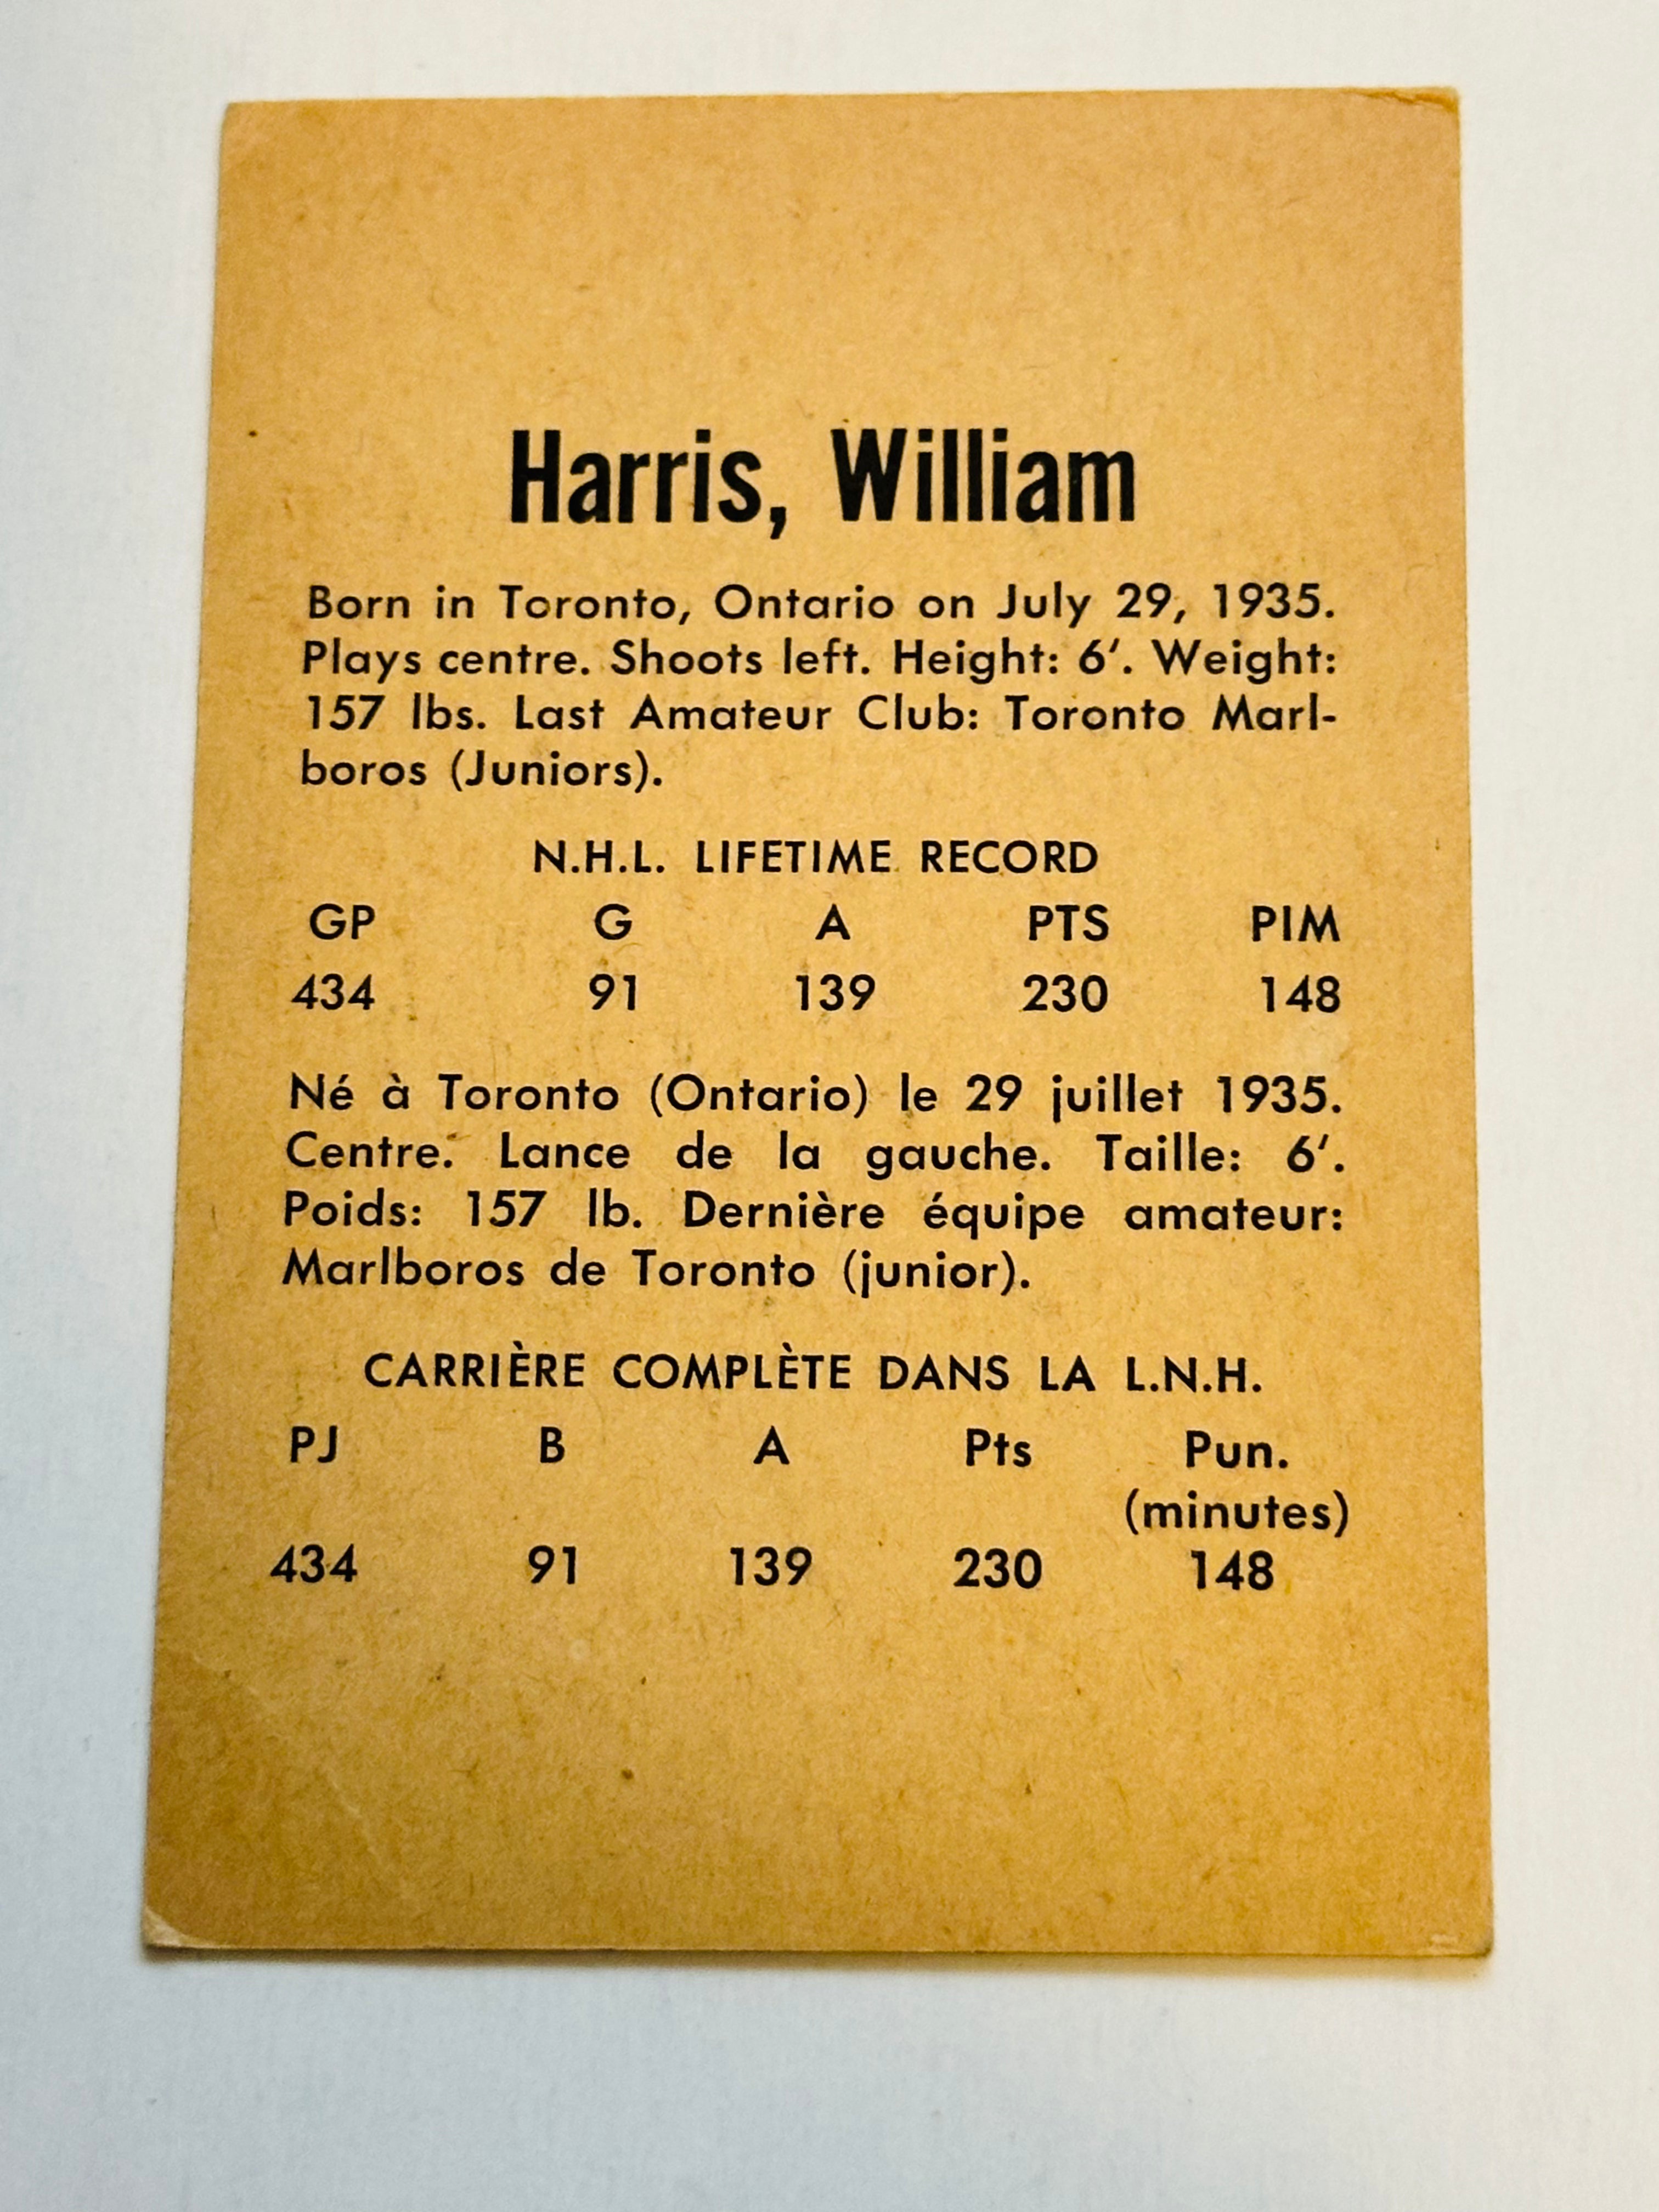 Harris, William
Born in Toronto, Ontario on July 29, 1935.
Plays centre. Shoots left. Height: 6′. Weight:
157 lbs. Last Amateur Club: Toronto Marl-
boros (Juniors).
N.H.L. LIFETIME RECORD
GP G A PTS PIM
434 91 139 230 148
Né à Toronto (Ontario) le 29 juillet 1935.
Centre. Lance de la gauche. Taille: 6′.
Poids: 157 lb. Dernière équipe amateur:
Marlboros de Toronto (junior).
CARRIÈRE COMPLÈTE DANS LA L.N.H.
PJ B A Pts Pun.
(minutes)
434 91 139 230 148